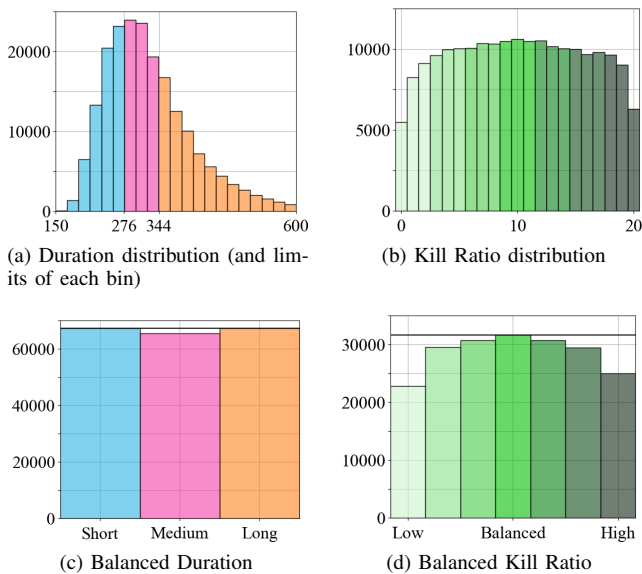 20000
10000
0
150
276
344
600
(a) Duration distribution (and lim-
its of each bin)
10000
5000
0
0
10
20
(b) Kill Ratio distribution
60000
40000
20000
0
Short
Medium
Long
(c) Balanced Duration
30000
20000
10000
0
Low
Balanced
High
(d) Balanced Kill Ratio